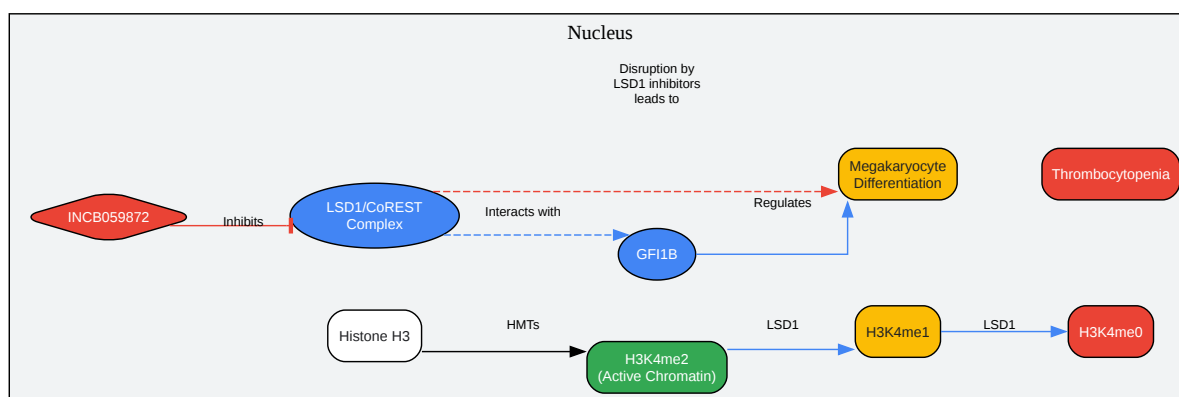 Nucleus
Disruption by
LSD1 inhibitors
leads to
Megakaryocyte
Differentiation
Thrombocytopenia
INCB059872
Inhibits
LSD1/CoREST
Complex
Interacts with
Regulates
GFI1B
Histone H3
HMTs
H3K4me2
(Active Chromatin)
LSD1
H3K4me1
LSD1
H3K4me0